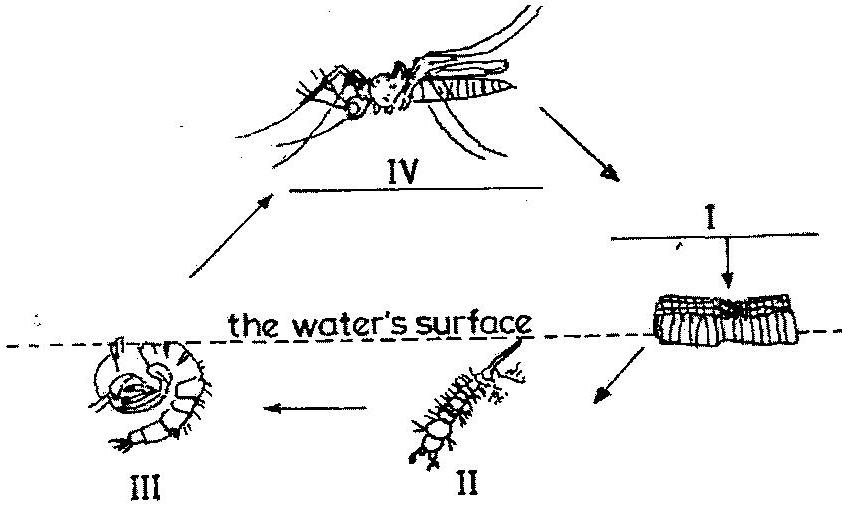 IV
I
the water's surface
II
III